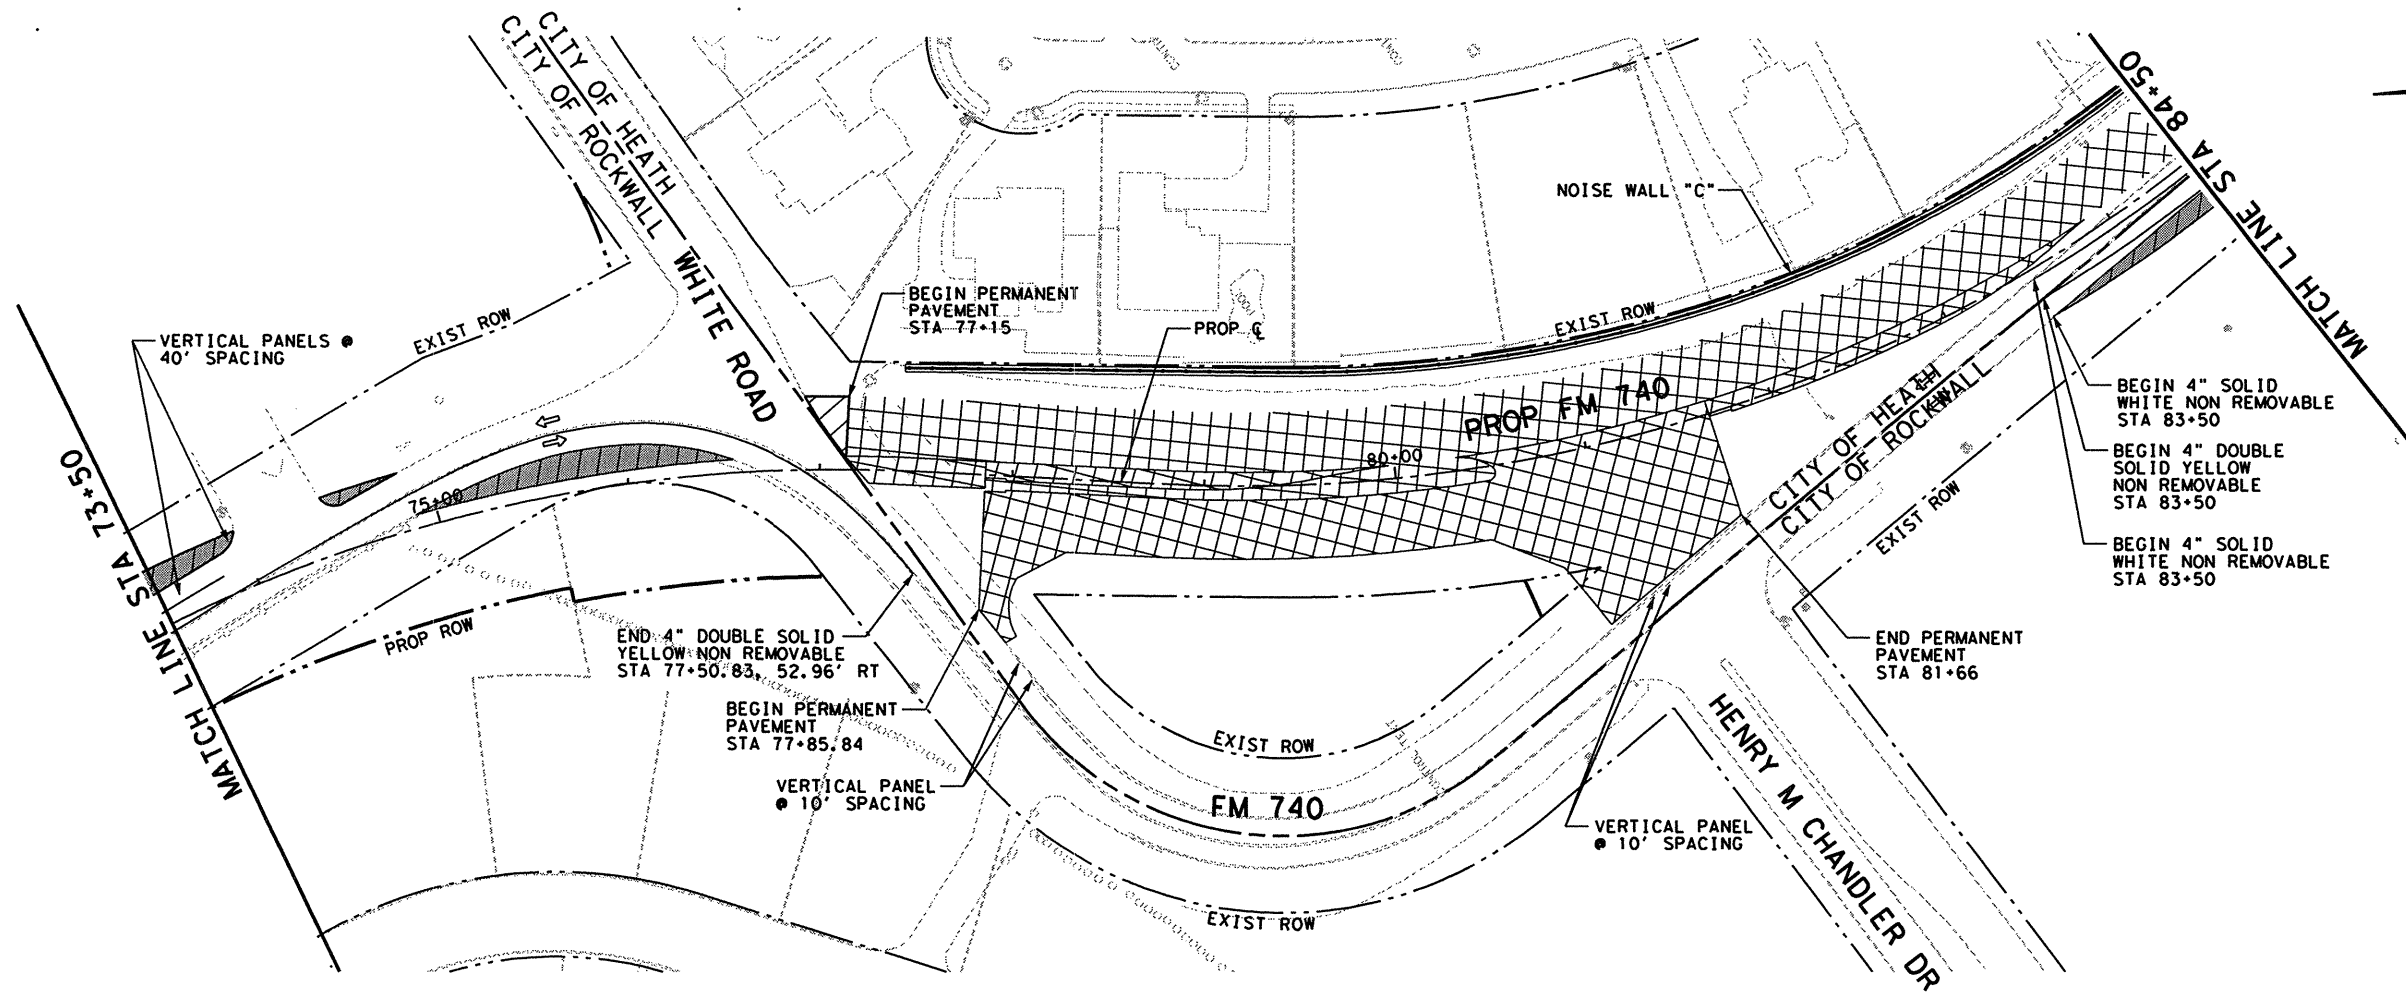 CITY OF HEATH
CITY OF ROCKWALL
WHITE ROAD
MATCH LINE STA 84+50
NOISE WALL "C"
BEGIN PERMANENT
PAVEMENT
STA 77+15
PROP ℄
POOL
EXIST ROW
EXIST ROW
VERTICAL PANELS @
40' SPACING
PROP FM 740
80+00
75+00
MATCH LINE STA 73+50
BEGIN 4" SOLID
WHITE NON REMOVABLE
STA 83+50
BEGIN 4" DOUBLE
SOLID YELLOW
NON REMOVABLE
STA 83+50
BEGIN 4" SOLID
WHITE NON REMOVABLE
STA 83+50
CITY OF HEATH
CITY OF ROCKWALL
EXIST ROW
PROP ROW
END 4" DOUBLE SOLID
YELLOW NON REMOVABLE
STA 77+50.83, 52.96' RT
BEGIN PERMANENT
PAVEMENT
STA 77+85.84
VERTICAL PANEL
@ 10' SPACING
END PERMANENT
PAVEMENT
STA 81+66
EXIST ROW
FM 740
VERTICAL PANEL
@ 10' SPACING
EXIST ROW
HENRY M CHANDLER DR